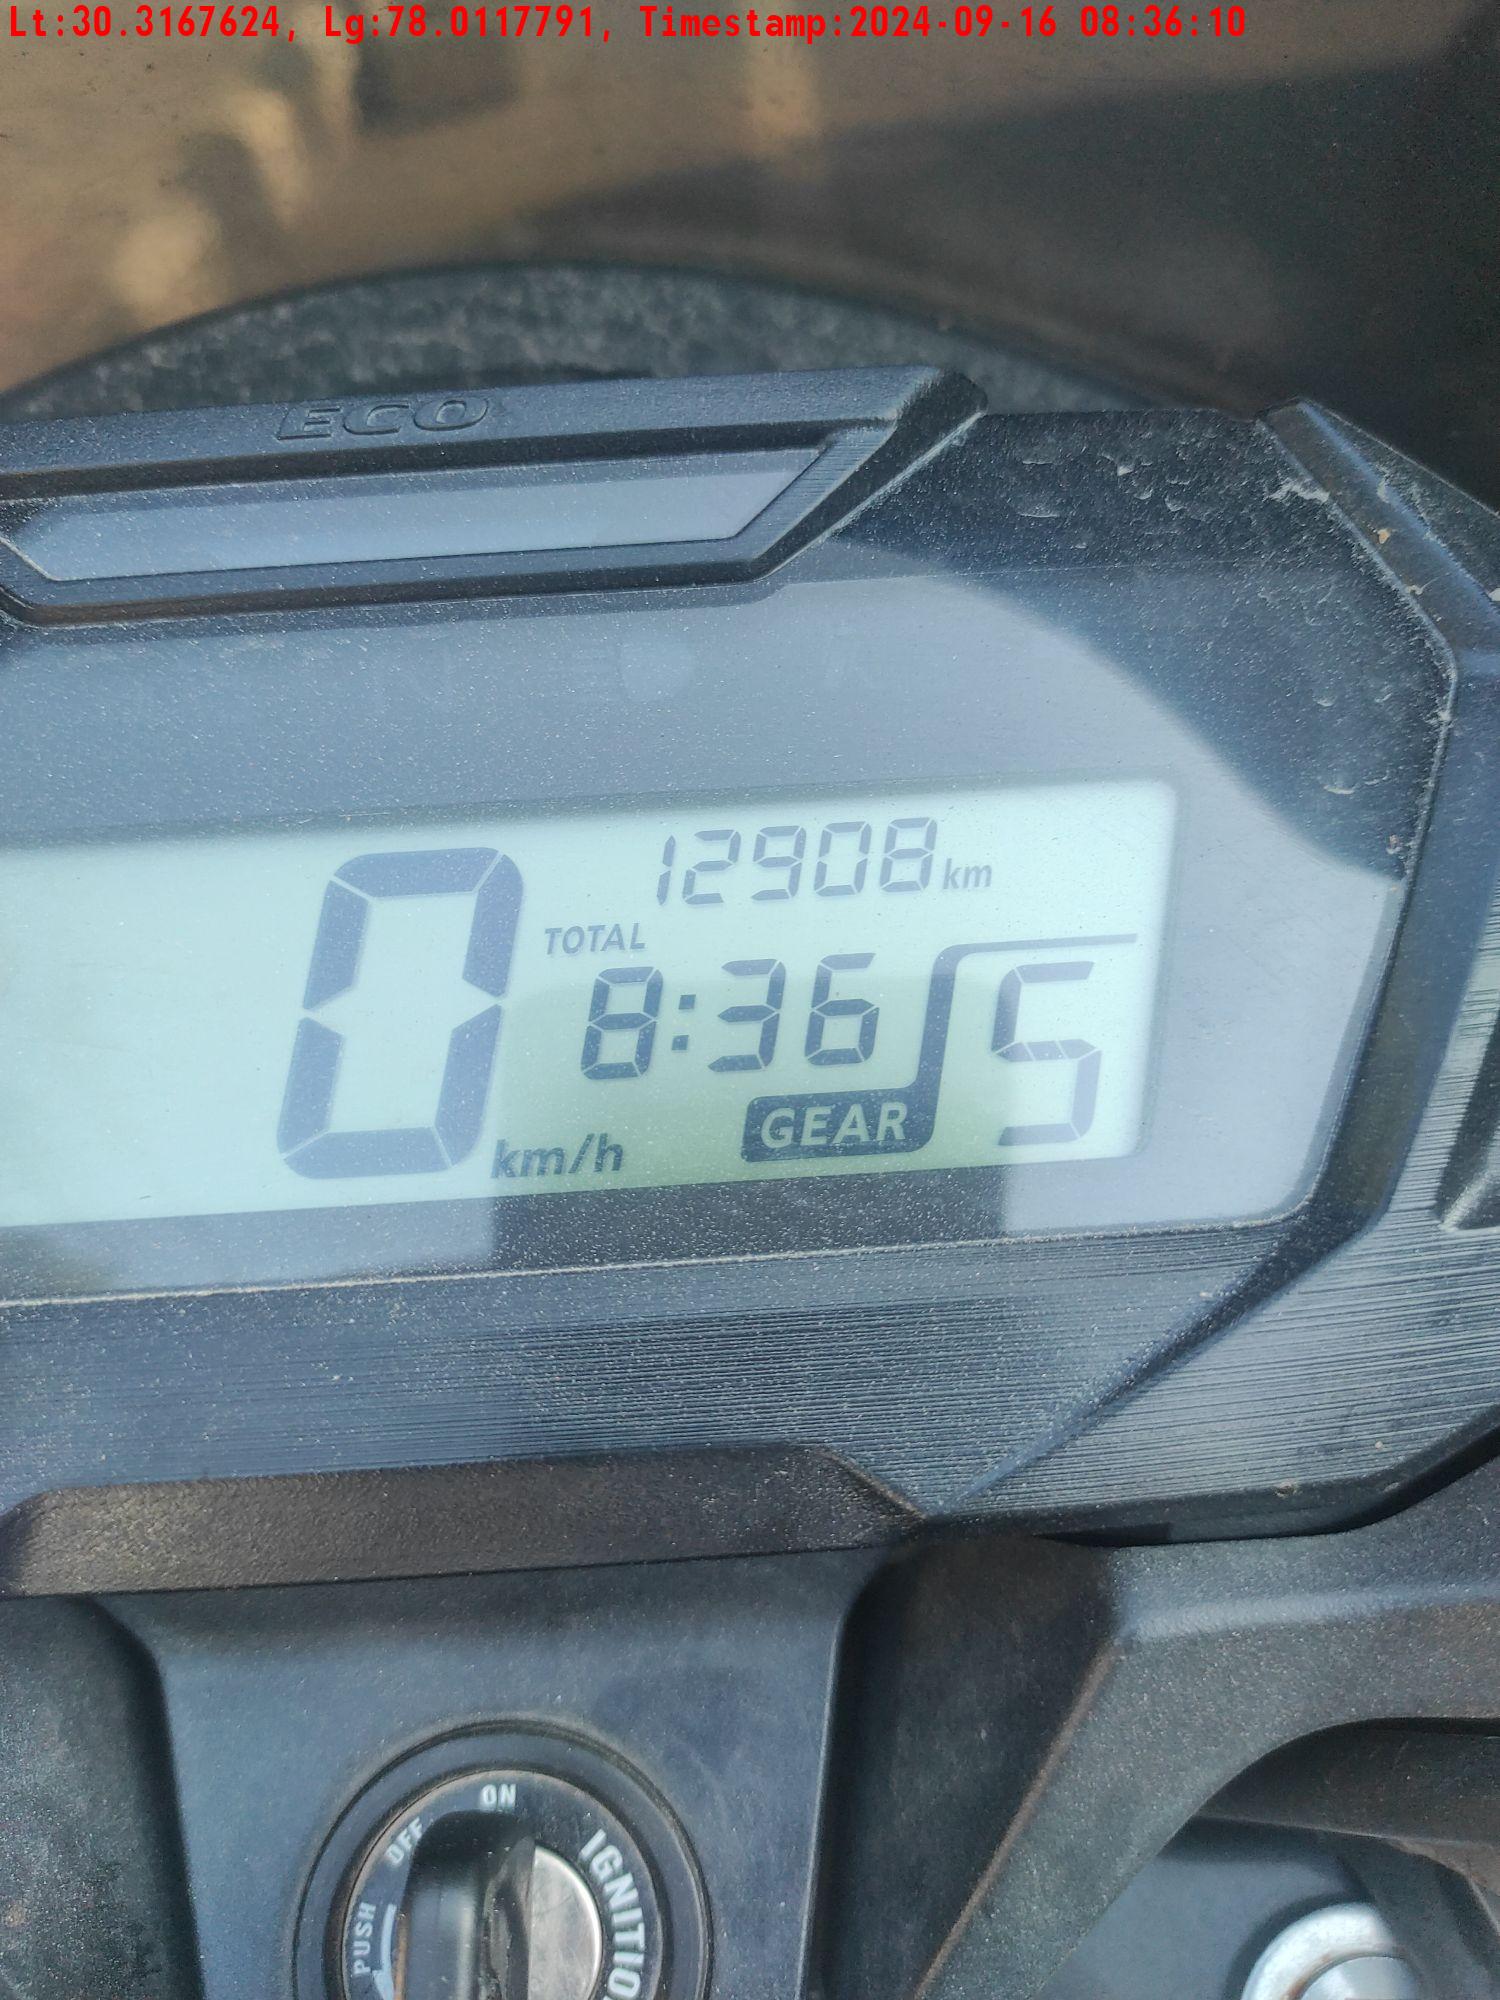 Lt:30.3167624, Lg:78.0117791, Timestamp:2024-09-16 08:36:10
ECO
12908 km
TOTAL
8:36
0 km/h
GEAR 5
ON
OFF
PUSH